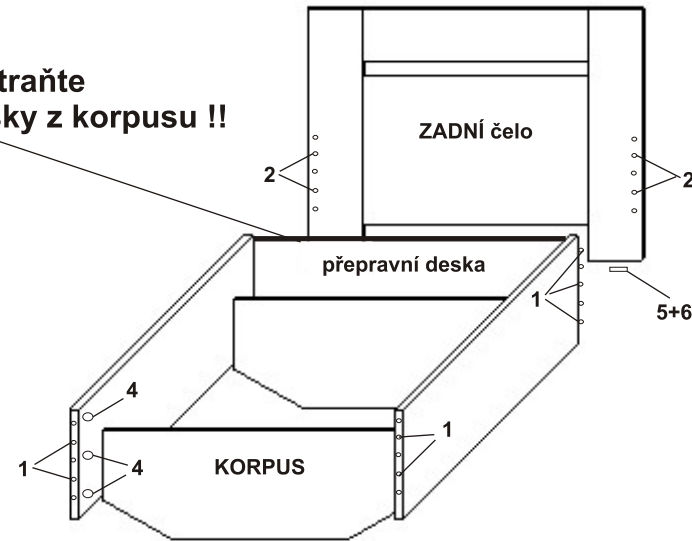 traňte
ky z korpusu !!
ZADNÍ čelo
2
2
přepravní deska
1
5+6
4
1
1
4
KORPUS